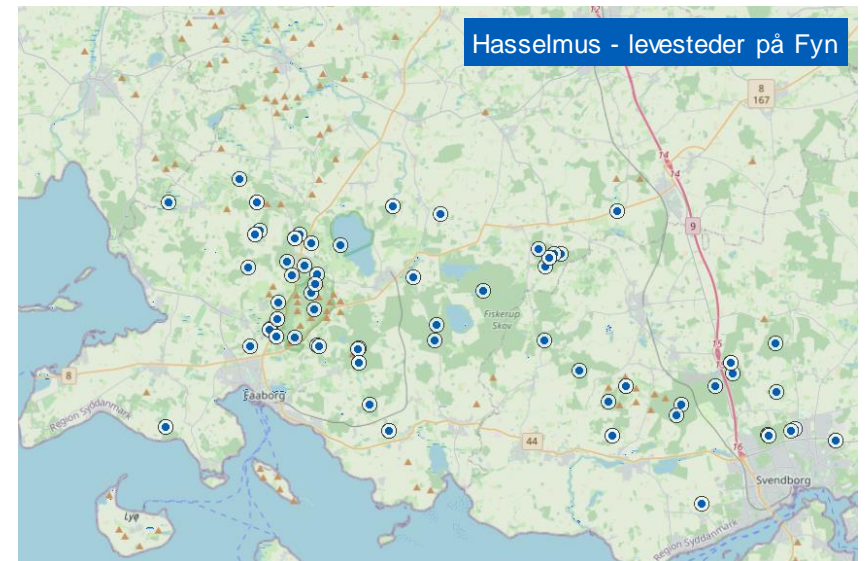 Hasselmus - levesteder på Fyn
12
8
167
14
14
9
Fiskerup
Skov
15
8
Faaborg
Region Syddanmark
44
16
Svendborg
Lyø
Region Syddanmark